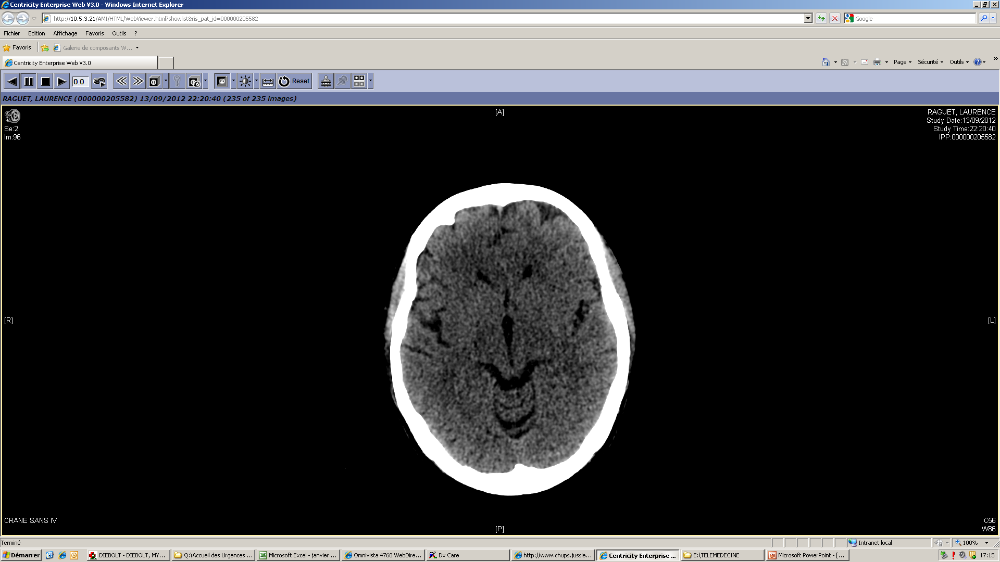 Centricity Enterprise Web V3.0 - Windows Internet Explorer
http://10.5.3.21/AMI/HTML/WebViewer.html?showlist&ris_pat_id=000000205582
Google
Fichier Edition Affichage Favoris Outils ?
Favoris Galerie de composants W...
Centricity Enterprise Web V3.0
Page Sécurité Outils
0.0 Reset
RAGUET, LAURENCE (000000205582) 13/09/2012 22:20:40 (235 of 235 images)
[A]
RAGUET, LAURENCE
Study Date:13/09/2012
Se:2
Study Time:22:20:40
Im:96
IPP:000000205582
[R]
[L]
CRANE SANS IV
C56
[P]
W86
Terminé Intranet local 100%
Démarrer DIEBOLT - DIEBOLT, MY... Q:\Accueil des Urgences ... Microsoft Excel - janvier ... Omnivista 4760 WebDire... Dx Care http://www.chups.jussie... Centricity Enterprise ... E:\TELEMEDECINE Microsoft PowerPoint - [... 17:15